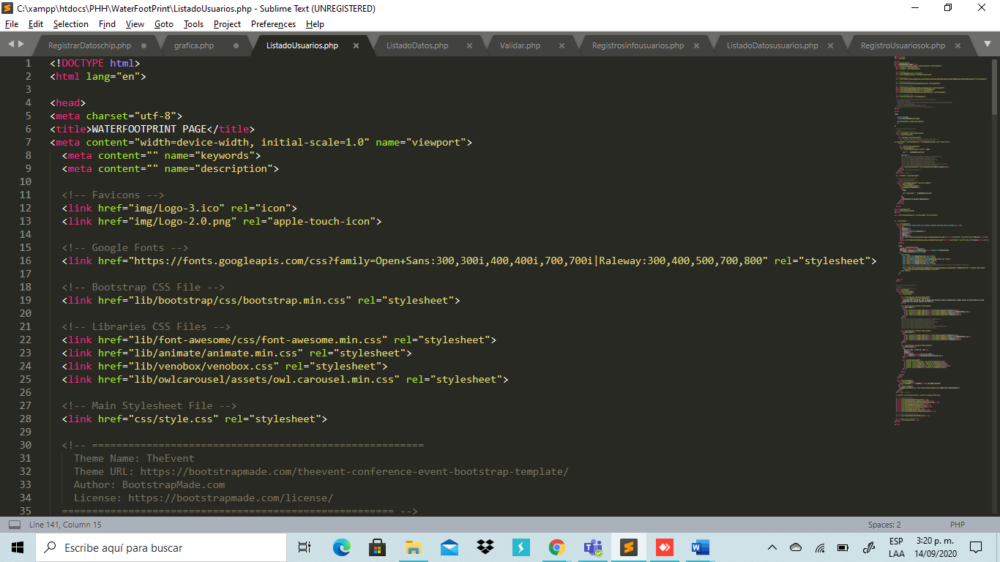 C:\xampp\htdocs\PHH\WaterFootPrint\ListadoUsuarios.php - Sublime Text (UNREGISTERED)
File Edit Selection Find View Goto Tools Project Preferences Help
RegistrarDatoschip.php grafica.php ListadoUsuarios.php ListadoDatos.php Validar.php Registrosinfousuarios.php ListadoDatosusuarios.php RegistroUsuariosok.php
1 <!DOCTYPE html>
2 <html lang="en">
3
4 <head>
5 <meta charset="utf-8">
6 <title>WATERFOOTPRINT PAGE</title>
7 <meta content="width=device-width, initial-scale=1.0" name="viewport">
8 <meta content="" name="keywords">
9 <meta content="" name="description">
10
11 <!-- Favicons -->
12 <link href="img/Logo-3.ico" rel="icon">
13 <link href="img/Logo-2.0.png" rel="apple-touch-icon">
14
15 <!-- Google Fonts -->
16 <link href="https://fonts.googleapis.com/css?family=Open+Sans:300,300i,400,400i,700,700i|Raleway:300,400,500,700,800" rel="stylesheet">
17
18 <!-- Bootstrap CSS File -->
19 <link href="lib/bootstrap/css/bootstrap.min.css" rel="stylesheet">
20
21 <!-- Libraries CSS Files -->
22 <link href="lib/font-awesome/css/font-awesome.min.css" rel="stylesheet">
23 <link href="lib/animate/animate.min.css" rel="stylesheet">
24 <link href="lib/venobox/venobox.css" rel="stylesheet">
25 <link href="lib/owlcarousel/assets/owl.carousel.min.css" rel="stylesheet">
26
27 <!-- Main Stylesheet File -->
28 <link href="css/style.css" rel="stylesheet">
29
30 <!-- =======================================================
31 Theme Name: TheEvent
32 Theme URL: https://bootstrapmade.com/theevent-conference-event-bootstrap-template/
33 Author: BootstrapMade.com
34 License: https://bootstrapmade.com/license/
35 ======================================================= -->
Line 141, Column 15 Spaces: 2 PHP
Escribe aquí para buscar
ESP 3:20 p. m.
LAA 14/09/2020